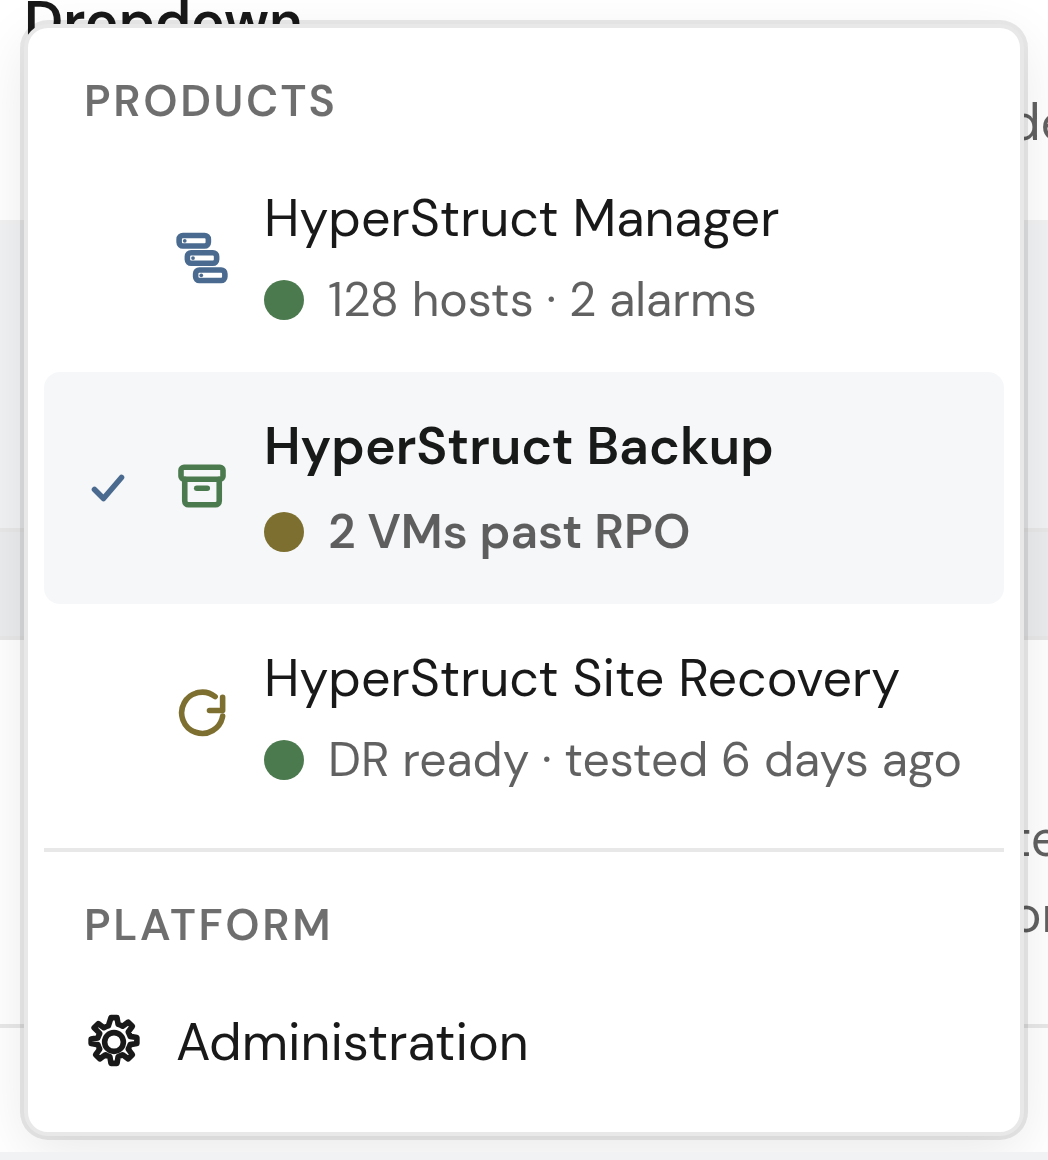 Dropdown
PRODUCTS
HyperStruct Manager
128 hosts · 2 alarms
HyperStruct Backup
2 VMs past RPO
HyperStruct Site Recovery
DR ready · tested 6 days ago
PLATFORM
Administration